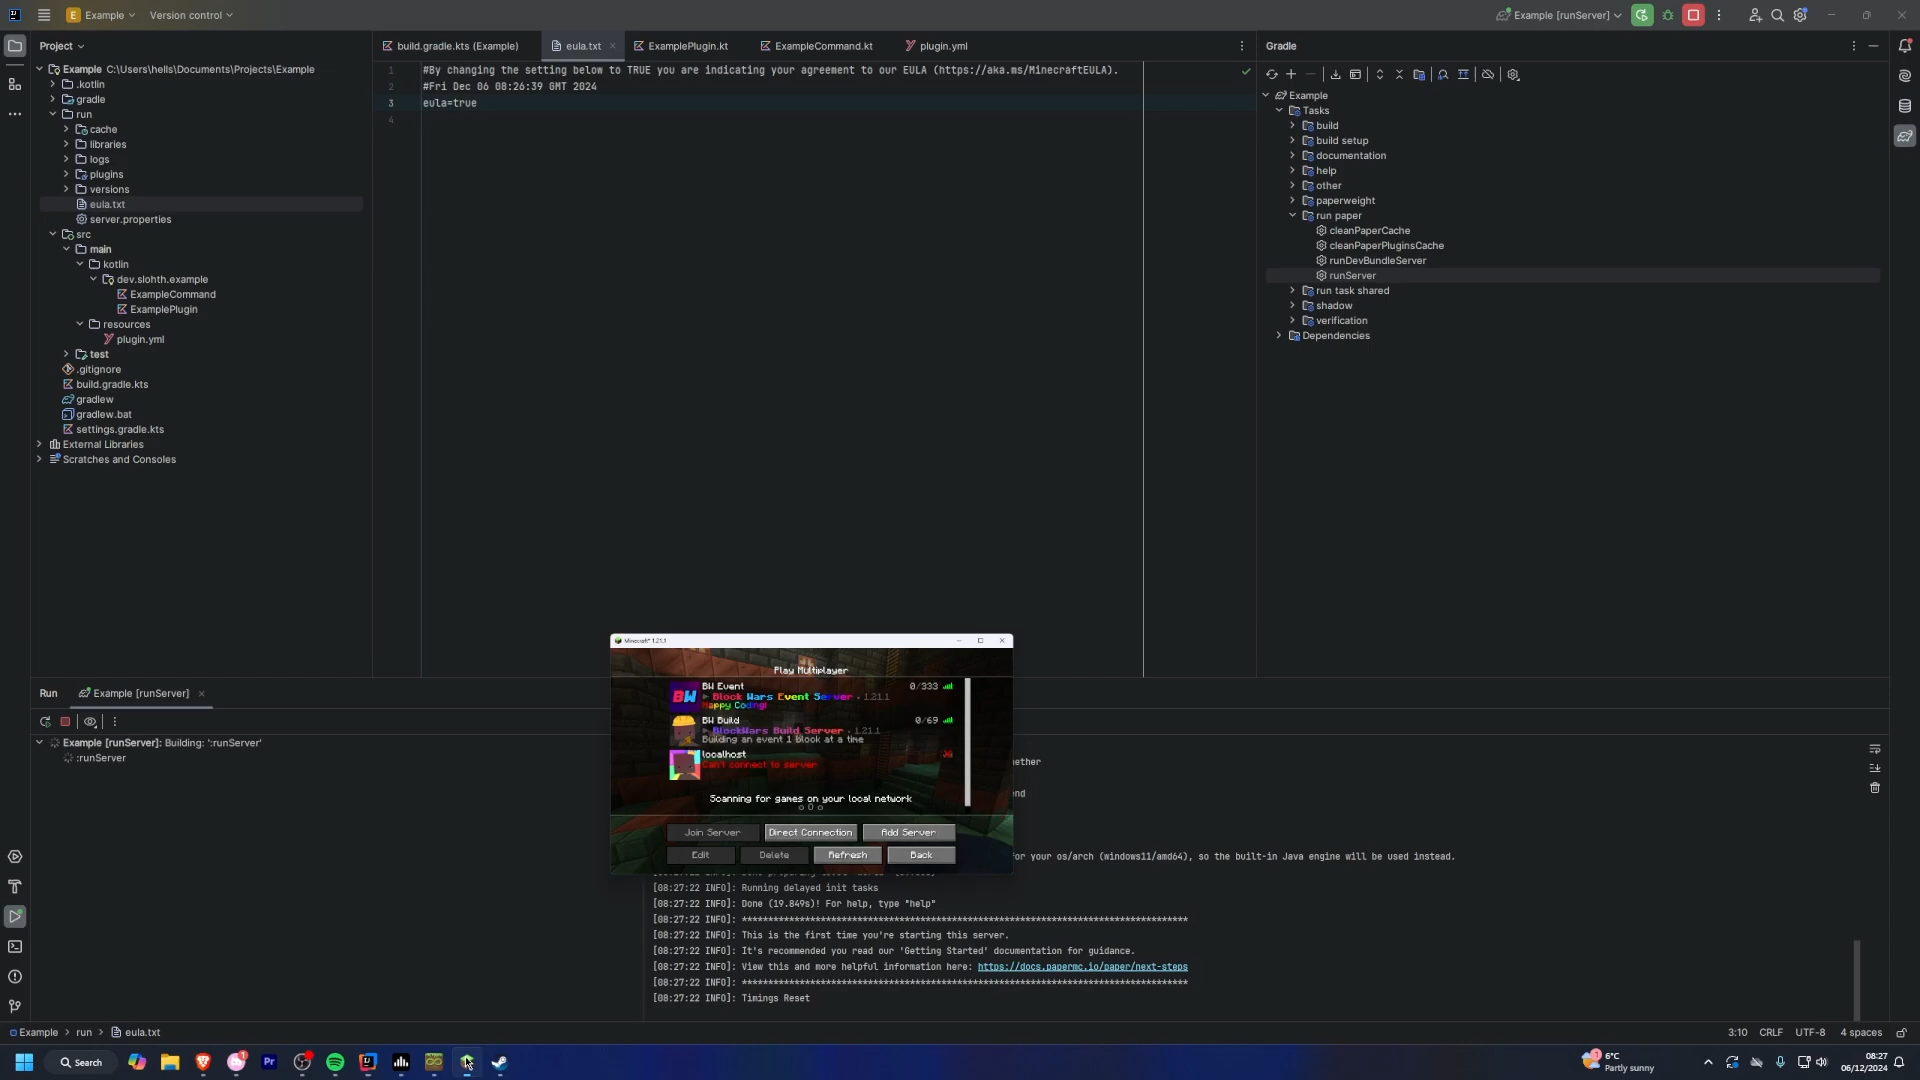 Example
Version control
Example [runServer]
Project
build.gradle.kts (Example)
eula.txt
ExamplePlugin.kt
ExampleCommand.kt
plugin.yml
Gradle
Example C:\Users\hells\Documents\Projects\Example
.kotlin
gradle
run
cache
libraries
logs
plugins
versions
eula.txt
server.properties
src
main
kotlin
dev.slohth.example
ExampleCommand
ExamplePlugin
resources
plugin.yml
test
.gitignore
build.gradle.kts
gradlew
gradlew.bat
settings.gradle.kts
External Libraries
Scratches and Consoles
1 #By changing the setting below to TRUE you are indicating your agreement to our EULA (https://aka.ms/MinecraftEULA).
2 #Fri Dec 06 08:26:39 GMT 2024
3 eula=true
4
Example
Tasks
build
build setup
documentation
help
other
paperweight
run paper
cleanPaperCache
cleanPaperPluginsCache
runDevBundleServer
runServer
run task shared
shadow
verification
Dependencies
Minecraft* 1.21.1
Play Multiplayer
BW Event 0/333
Block Wars Event Server • 1.21.1
Happy Coding!
BW Build 0/69
BlockWars Build Server • 1.21.1
Building an event 1 block at a time
localhost
Can't connect to server
Scanning for games on your local network
Join Server Direct Connection Add Server
Edit Delete Refresh Back
Run Example [runServer]
Example [runServer]: Building: ':runServer'
:runServer
ether
nd
or your os/arch (windows11/amd64), so the built-in Java engine will be used instead.
[08:27:22 INFO]: Running delayed init tasks
[08:27:22 INFO]: Done (19.849s)! For help, type "help"
[08:27:22 INFO]: *************************************************************************************
[08:27:22 INFO]: This is the first time you're starting this server.
[08:27:22 INFO]: It's recommended you read our 'Getting Started' documentation for guidance.
[08:27:22 INFO]: View this and more helpful information here: https://docs.papermc.io/paper/next-steps
[08:27:22 INFO]: *************************************************************************************
[08:27:22 INFO]: Timings Reset
Example > run > eula.txt
3:10 CRLF UTF-8 4 spaces
Search
6°C
Partly sunny
08:27
06/12/2024